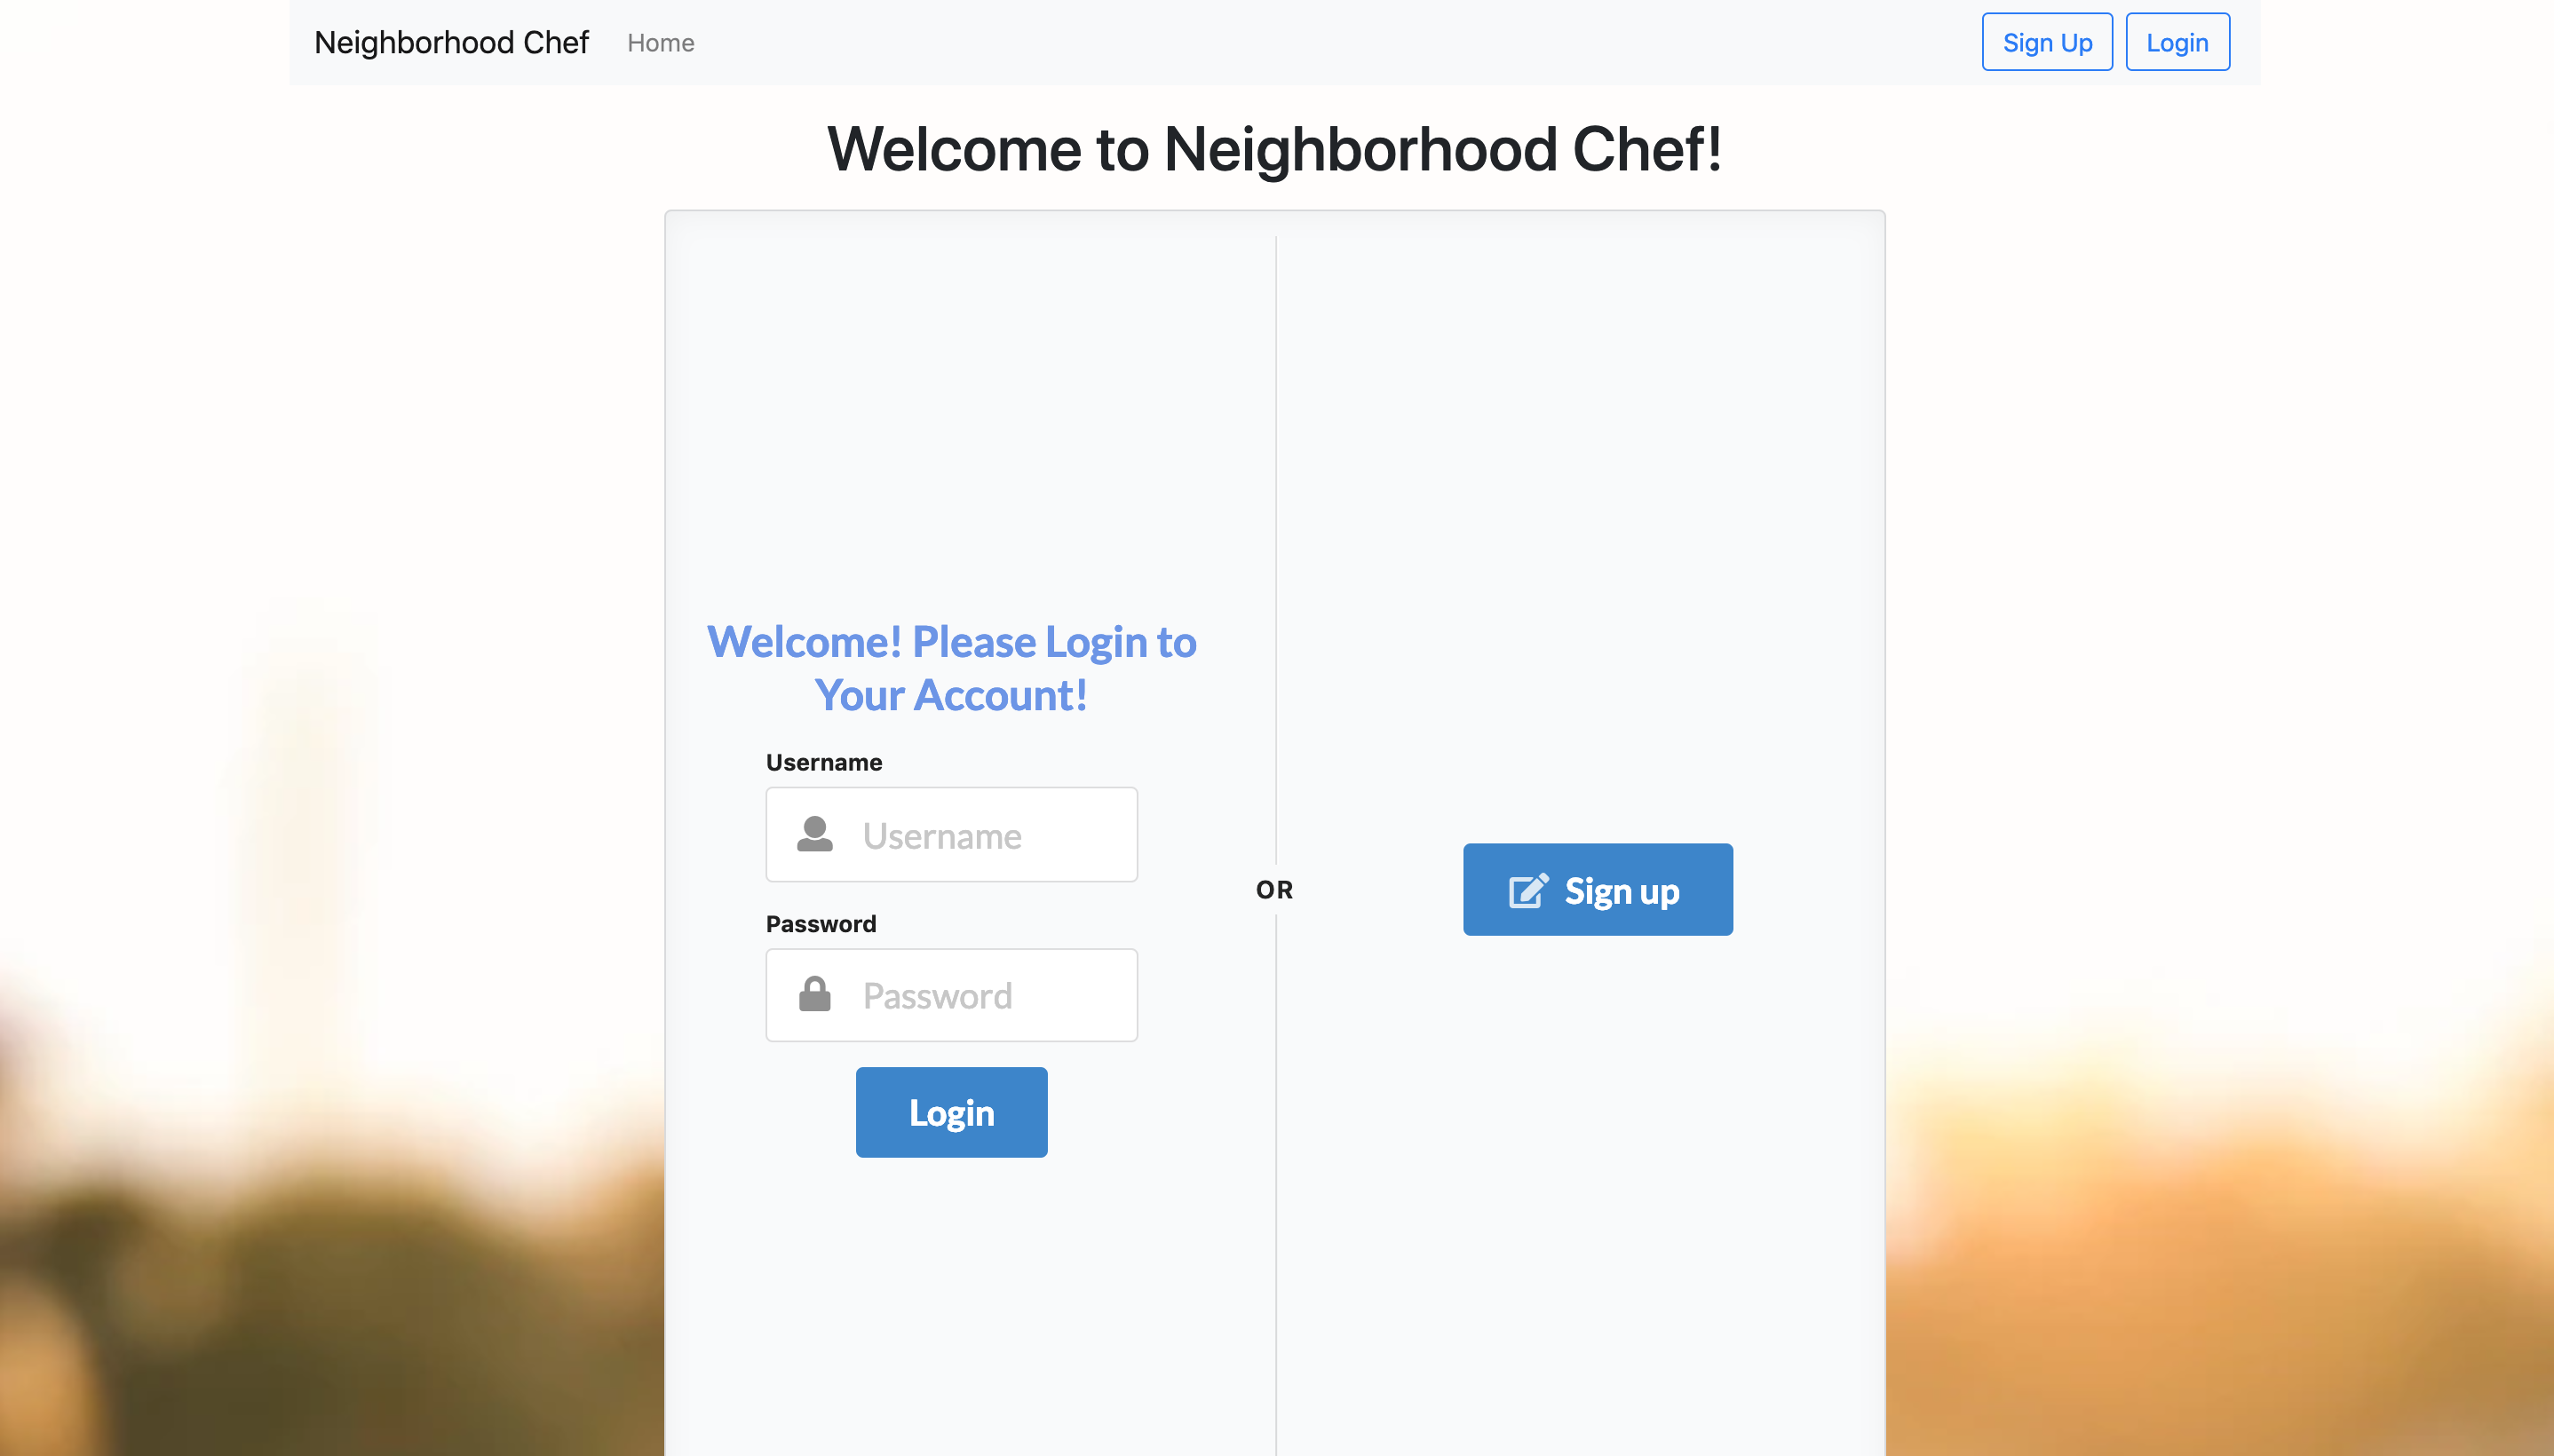 Neighborhood Chef Home Sign Up Login
Welcome to Neighborhood Chef!
Welcome! Please Login to
Your Account!
Username
Username
Password
Password
Login
OR
Sign up